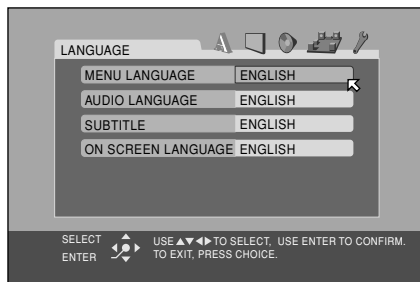 LANGUAGE
MENU LANGUAGE ENGLISH
AUDIO LANGUAGE ENGLISH
SUBTITLE ENGLISH
ON SCREEN LANGUAGE ENGLISH
SELECT
ENTER
USE ▲▼◀▶ TO SELECT, USE ENTER TO CONFIRM.
TO EXIT, PRESS CHOICE.